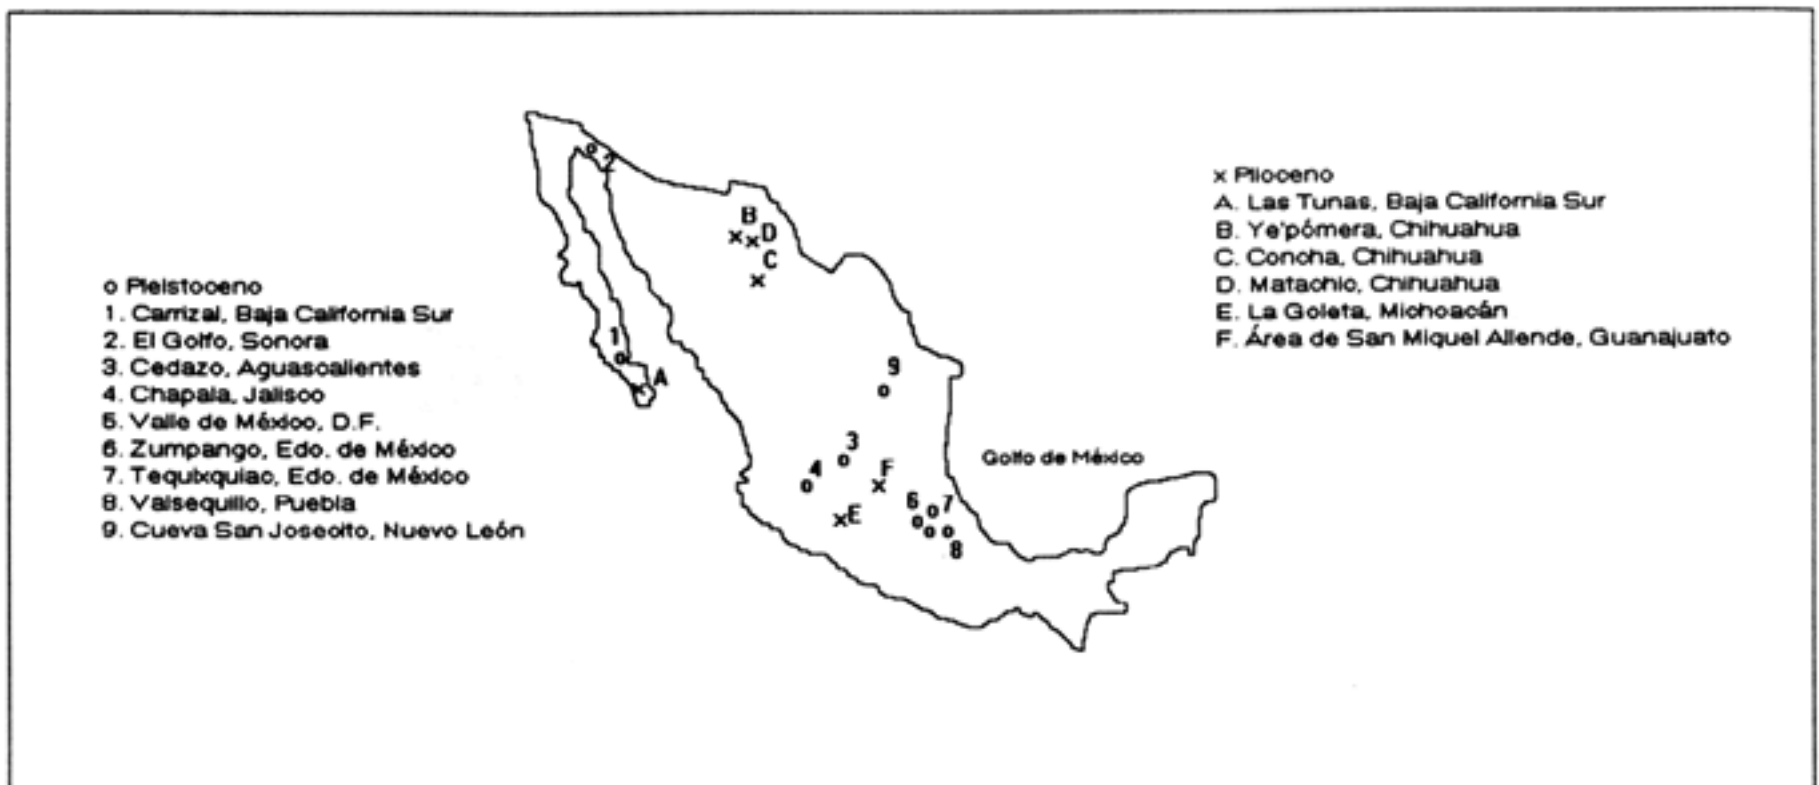 o Pleistoceno
1. Carrizal, Baja California Sur
2. El Golfo, Sonora
3. Cedazo, Aguascalientes
4. Chapala, Jalisco
5. Valle de México, D.F.
6. Zumpango, Edo. de México
7. Tequixquiac, Edo. de México
8. Valsequillo, Puebla
9. Cueva San Josecito, Nuevo León
2
B
D
C
1
A
9
3
4
F
E
6
7
8
Golfo de México
x Plioceno
A. Las Tunas, Baja California Sur
B. Ye'pómera, Chihuahua
C. Concha, Chihuahua
D. Matachic, Chihuahua
E. La Goleta, Michoacán
F. Área de San Miguel Allende, Guanajuato